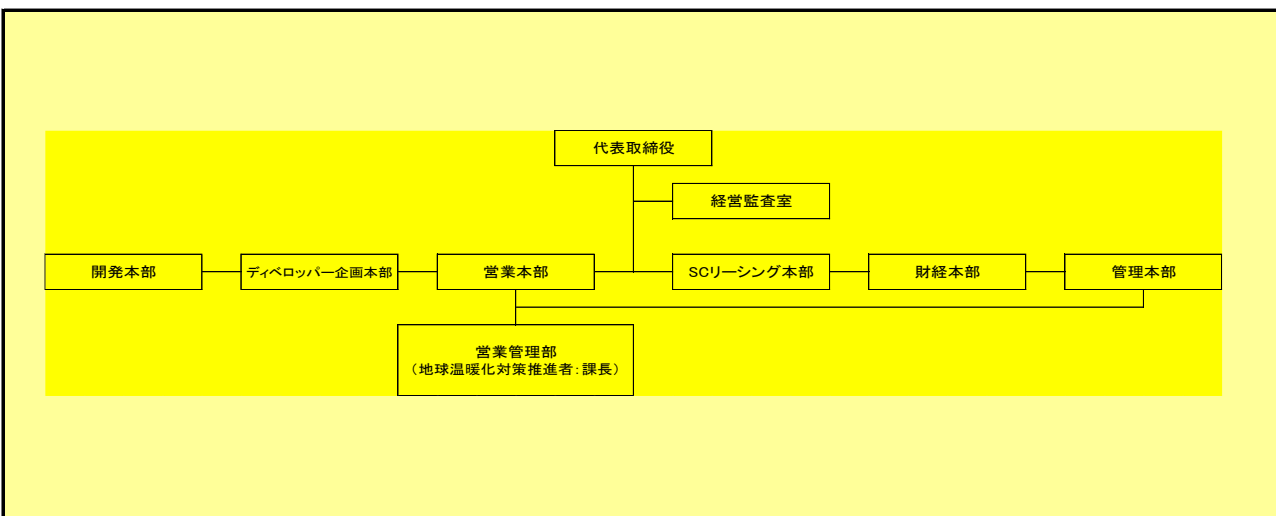 代表取締役
経営監査室
開発本部
ディベロッパー企画本部
営業本部
SCリーシング本部
財経本部
管理本部
営業管理部
（地球温暖化対策推進者：課長）